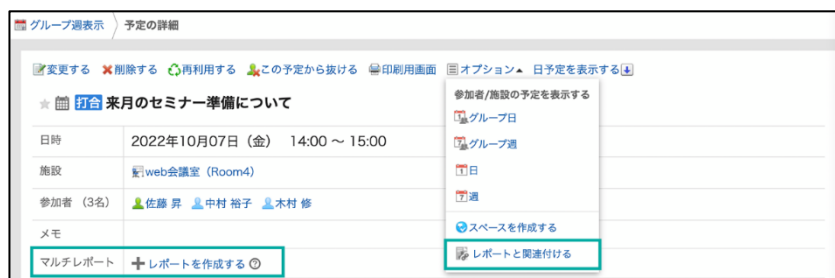 グループ週表示 予定の詳細
変更する 削除する 再利用する この予定から抜ける 印刷用画面 オプション▲ 日予定を表示する
打合 来月のセミナー準備について
日時 2022年10月07日（金） 14:00 ～ 15:00
施設 web会議室（Room4）
参加者 （3名） 佐藤 昇 中村 裕子 木村 修
メモ
マルチレポート レポートを作成する
参加者/施設の予定を表示する
グループ日
グループ週
日
週
スペースを作成する
レポートと関連付ける